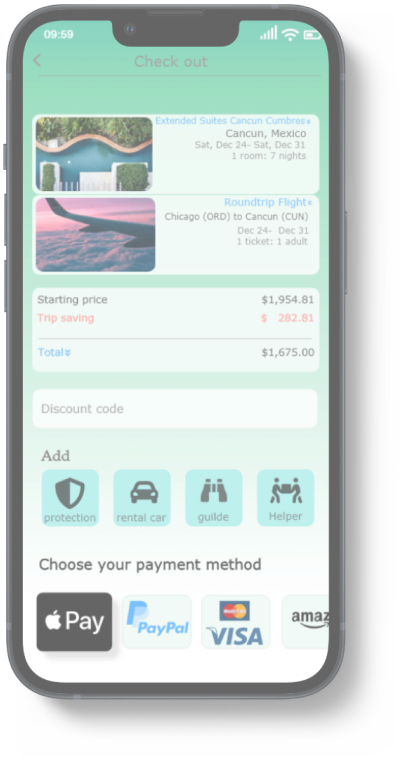 09:59
Check out
Extended Suites Cancun Cumbres
Cancun, Mexico
Sat, Dec 24- Sat, Dec 31
1 room: 7 nights
Roundtrip Flight
Chicago (ORD) to Cancun (CUN)
Dec 24- Dec 31
1 ticket: 1 adult
Starting price $1,954.81
Trip saving $ 282.81
Total $1,675.00
Discount code
Add
protection rental car guilde Helper
Choose your payment method
Pay PayPal MasterCard VISA amaz